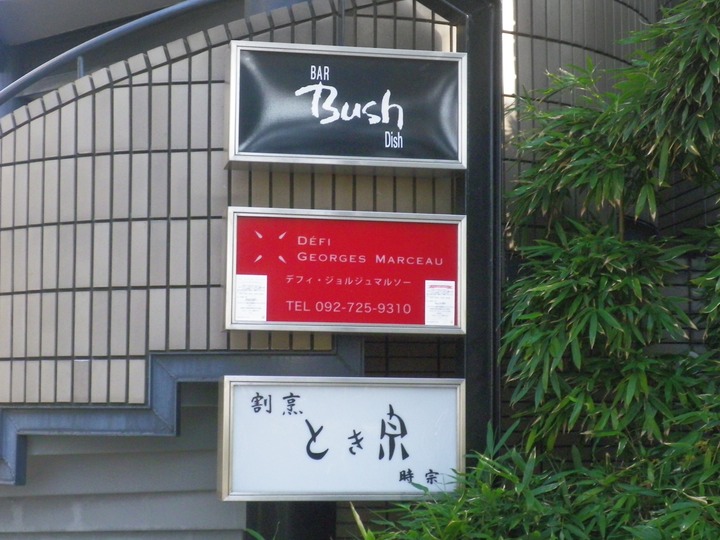 BAR
Bush
Dish
DÉFI
GEORGES MARCEAU
デフィ・ジョルジュマルソー
TEL 092-725-9310
割烹
とき宗
時宗